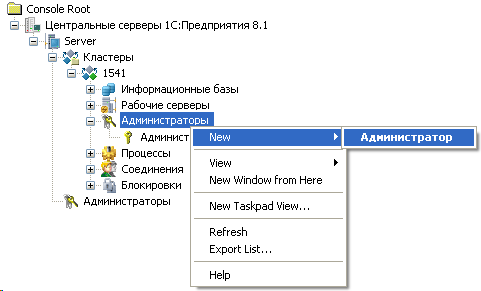 Console Root
Центральные серверы 1С:Предприятия 8.1
Server
Кластеры
1541
Информационные базы
Рабочие серверы
Администраторы
Админист
New
Администратор
Процессы
View
Соединения
New Window from Here
Блокировки
Администраторы
New Taskpad View...
Refresh
Export List...
Help